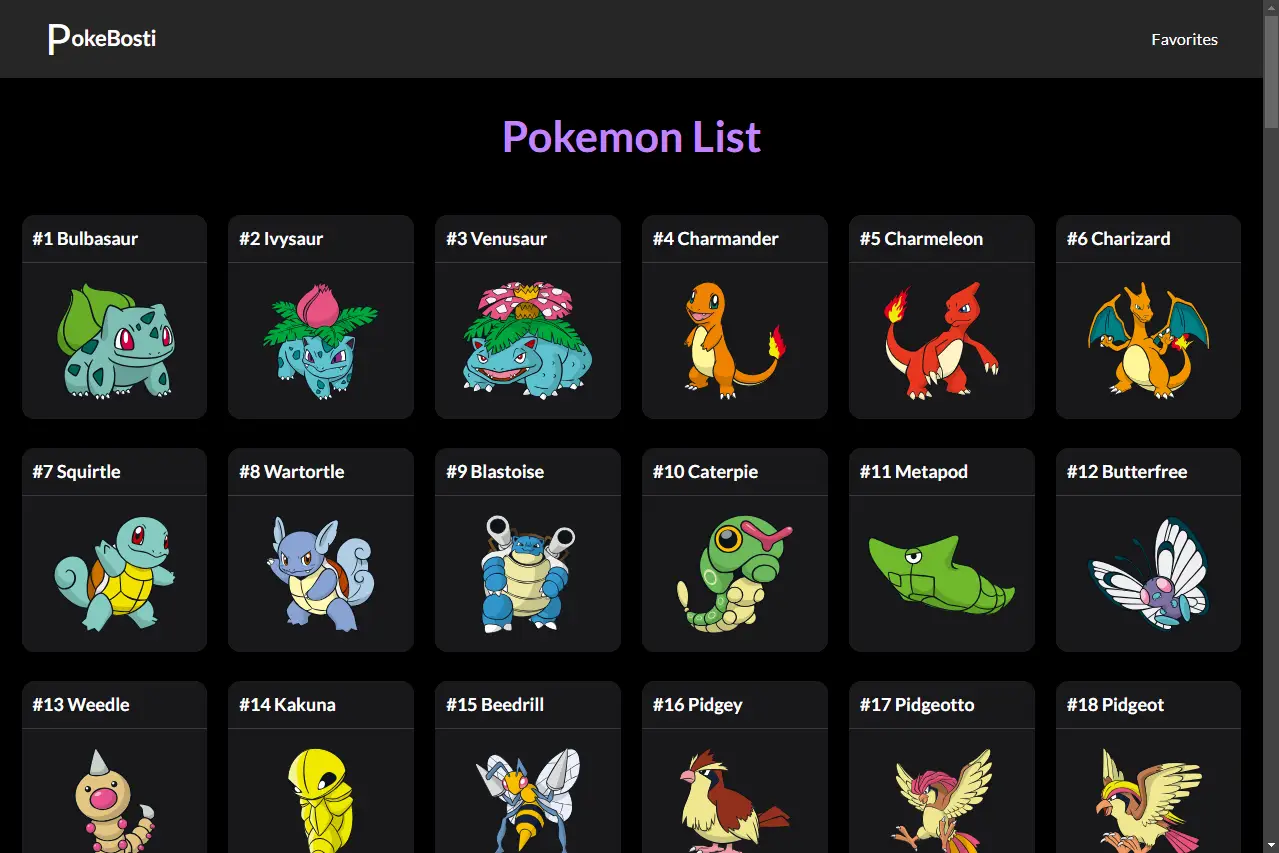 PokeBosti
Favorites
Pokemon List
#1 Bulbasaur
#2 Ivysaur
#3 Venusaur
#4 Charmander
#5 Charmeleon
#6 Charizard
#7 Squirtle
#8 Wartortle
#9 Blastoise
#10 Caterpie
#11 Metapod
#12 Butterfree
#13 Weedle
#14 Kakuna
#15 Beedrill
#16 Pidgey
#17 Pidgeotto
#18 Pidgeot